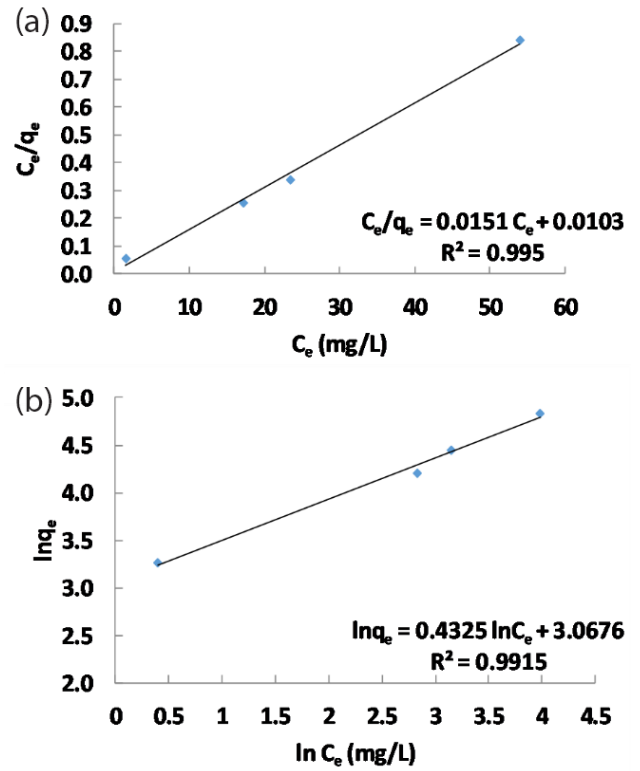 (a)
0.9
0.8
0.7
0.6
0.5
0.4
0.3
0.2
0.1
0.0
Ce/qe
Ce/qe = 0.0151 Ce + 0.0103
R² = 0.995
0 10 20 30 40 50 60
Ce (mg/L)
(b)
5.0
4.5
4.0
3.5
3.0
2.5
2.0
lnqe
lnqe = 0.4325 lnCe + 3.0676
R² = 0.9915
0 0.5 1 1.5 2 2.5 3 3.5 4 4.5
ln Ce (mg/L)